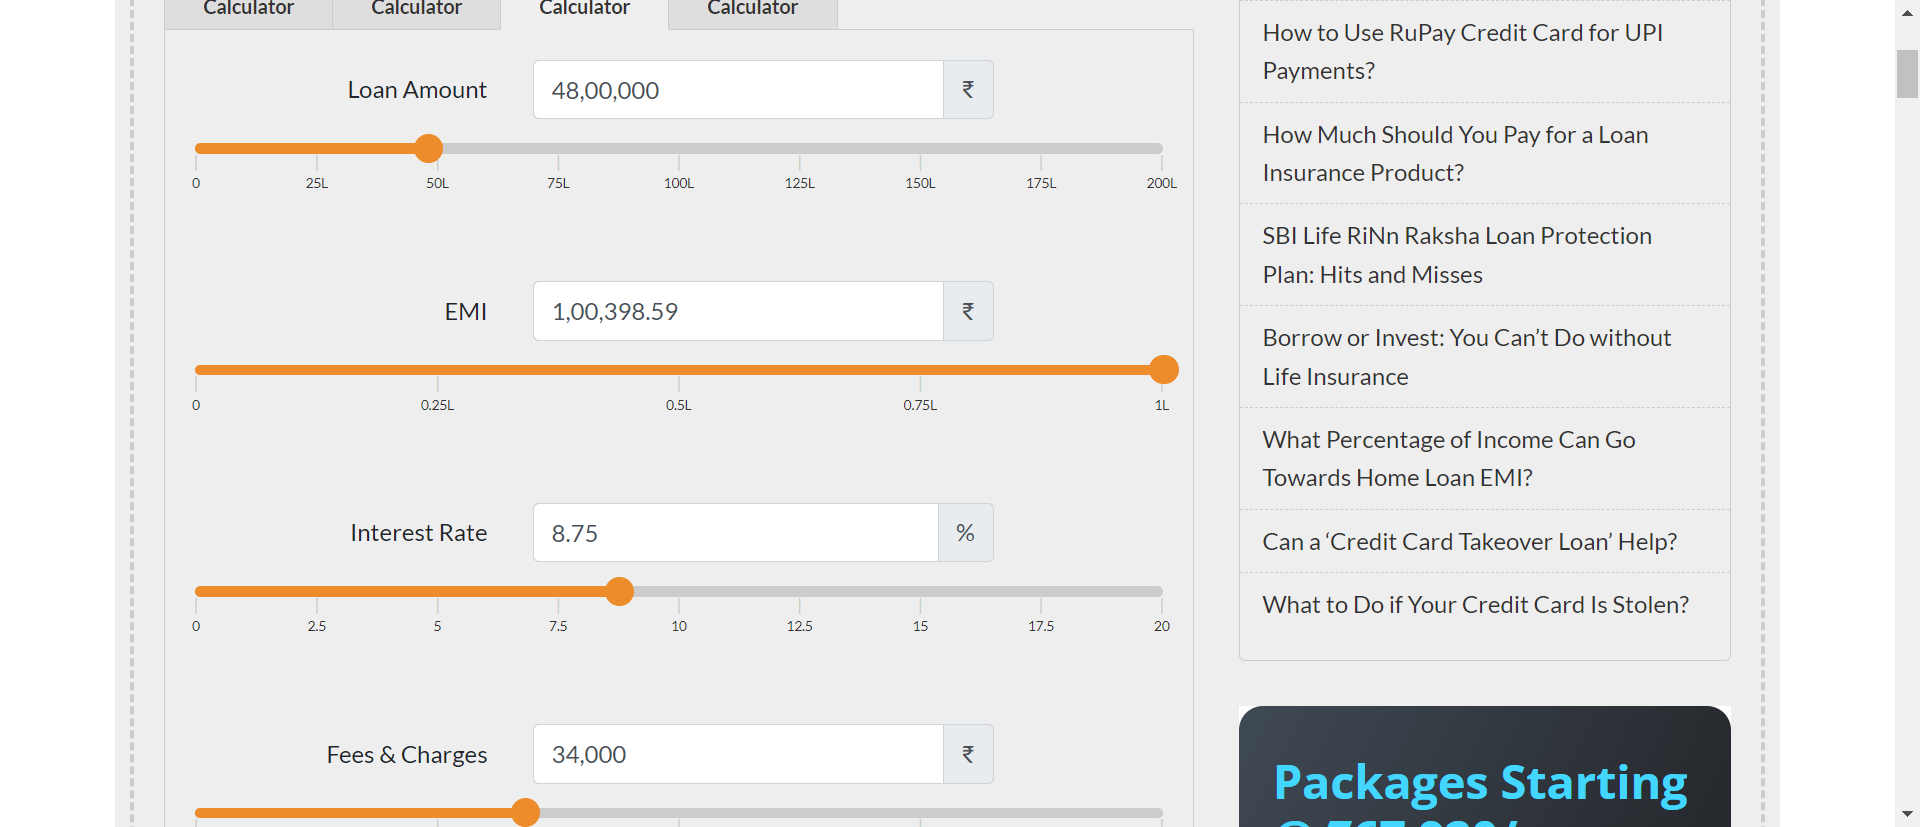 Calculator
Calculator
Calculator
Calculator
Loan Amount
48,00,000
₹
0
25L
50L
75L
100L
125L
150L
175L
200L
EMI
1,00,398.59
₹
0
0.25L
0.5L
0.75L
1L
Interest Rate
8.75
%
0
2.5
5
7.5
10
12.5
15
17.5
20
Fees & Charges
34,000
₹
How to Use RuPay Credit Card for UPI
Payments?
How Much Should You Pay for a Loan
Insurance Product?
SBI Life RiNn Raksha Loan Protection
Plan: Hits and Misses
Borrow or Invest: You Can’t Do without
Life Insurance
What Percentage of Income Can Go
Towards Home Loan EMI?
Can a ‘Credit Card Takeover Loan’ Help?
What to Do if Your Credit Card Is Stolen?
Packages Starting